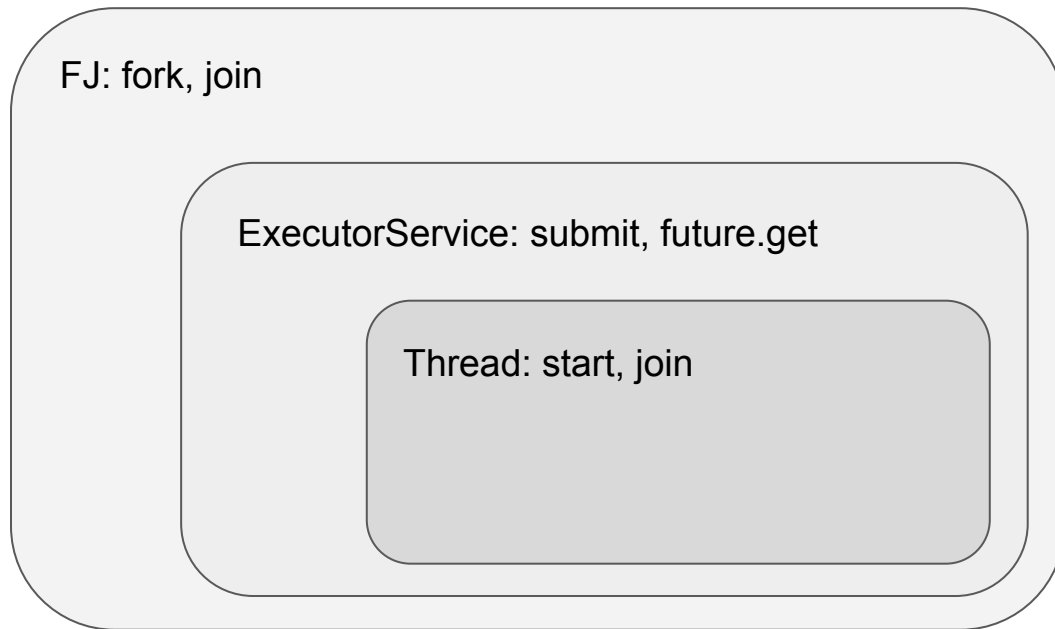 FJ: fork, join
ExecutorService: submit, future.get
Thread: start, join